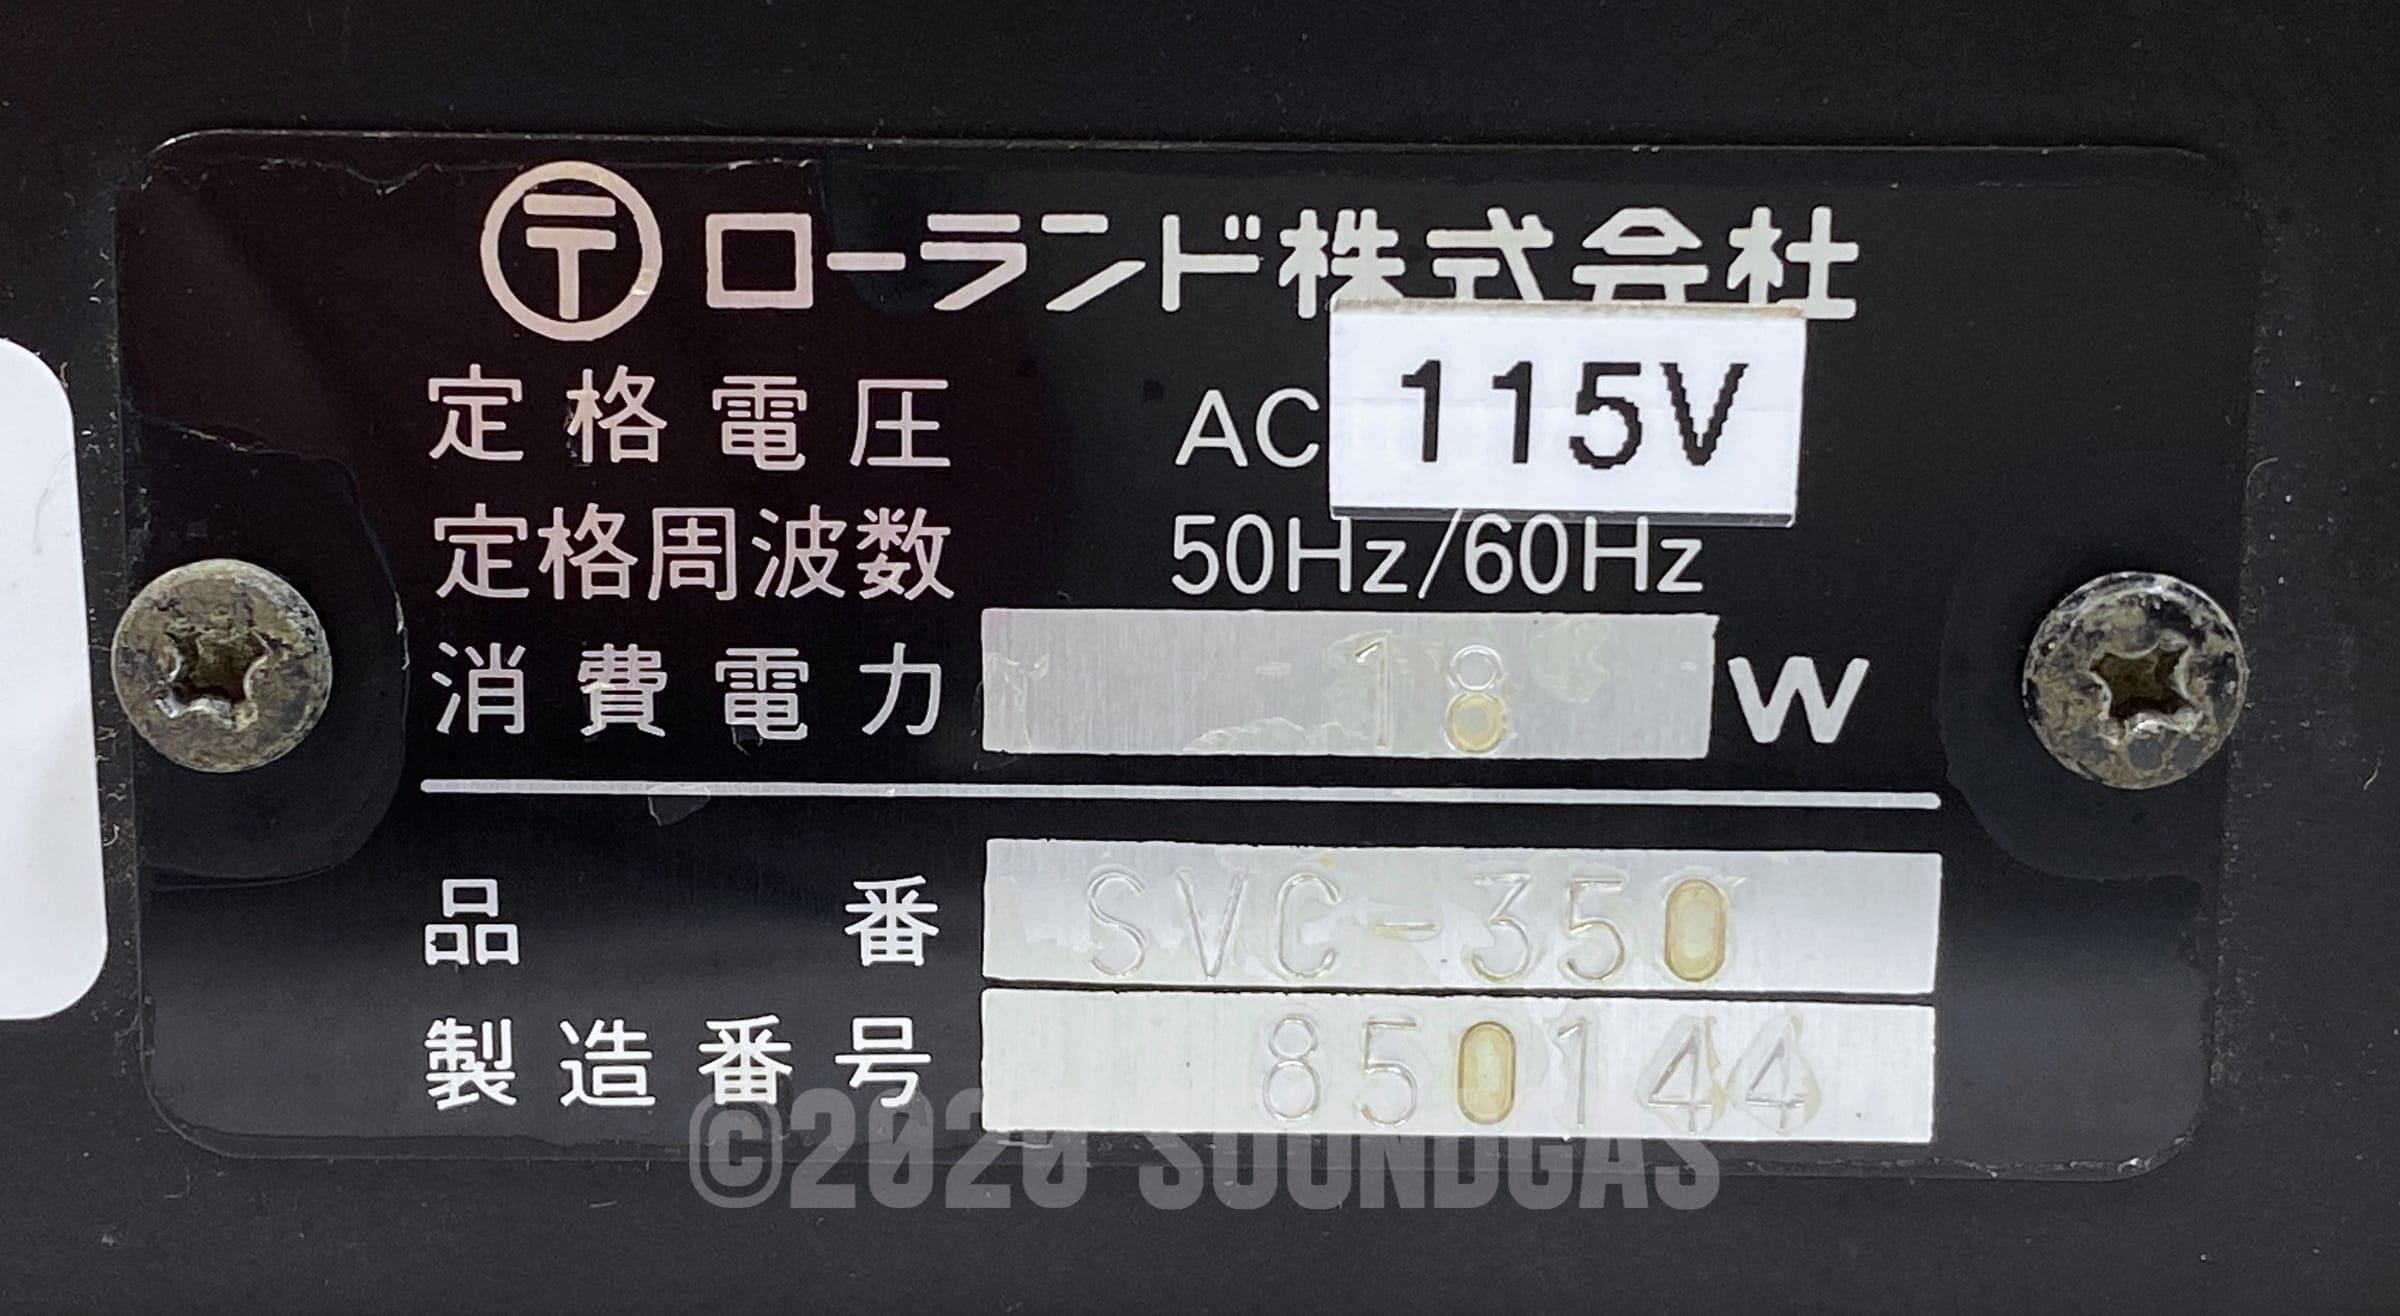 〒 ローランド株式会社
定格電圧 AC 115V
定格周波数 50Hz/60Hz
消費電力 18 W
品番 SVC-350
製造番号 850144
©2020 SOUNDGAS